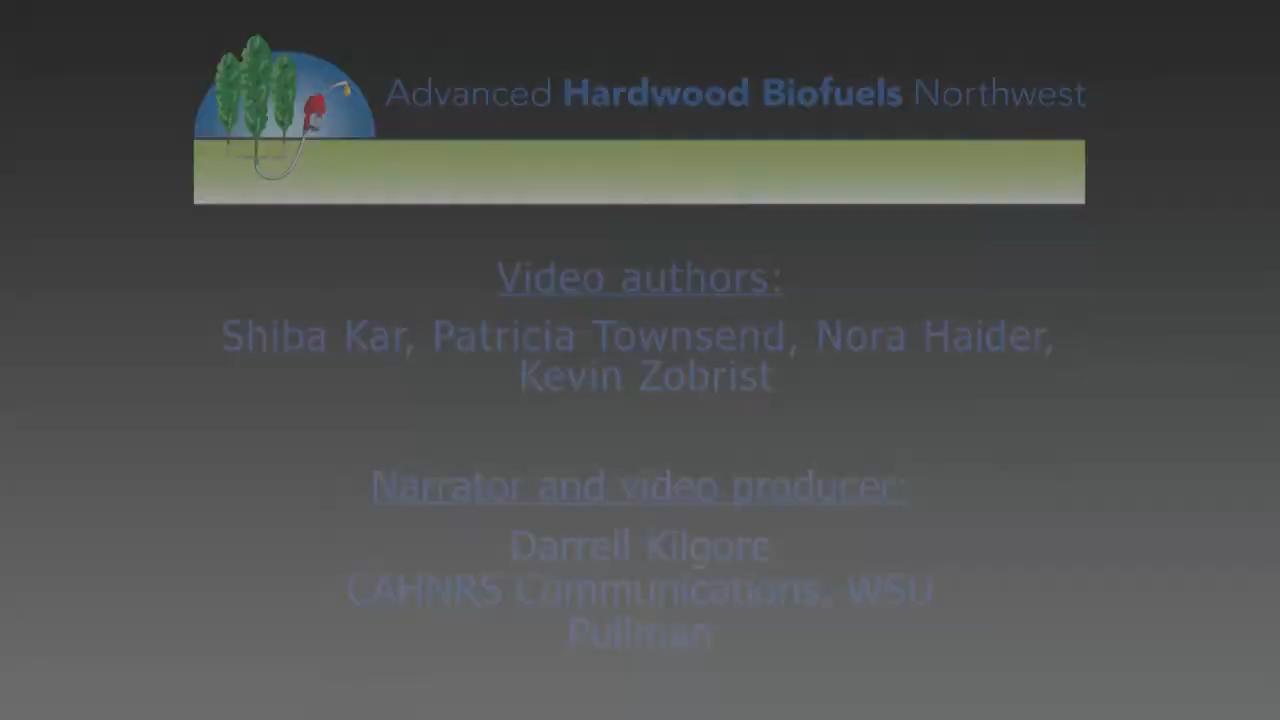 Advanced Hardwood Biofuels Northwest
Video authors:
Shiba Kar, Patricia Townsend, Nora Haider,
Kevin Zobrist
Narrator and video producer:
Darrell Kilgore
CAHNRS Communications, WSU
Pullman